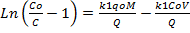 Ln (Co/C − 1) = k1qoM/Q − k1CoV/Q